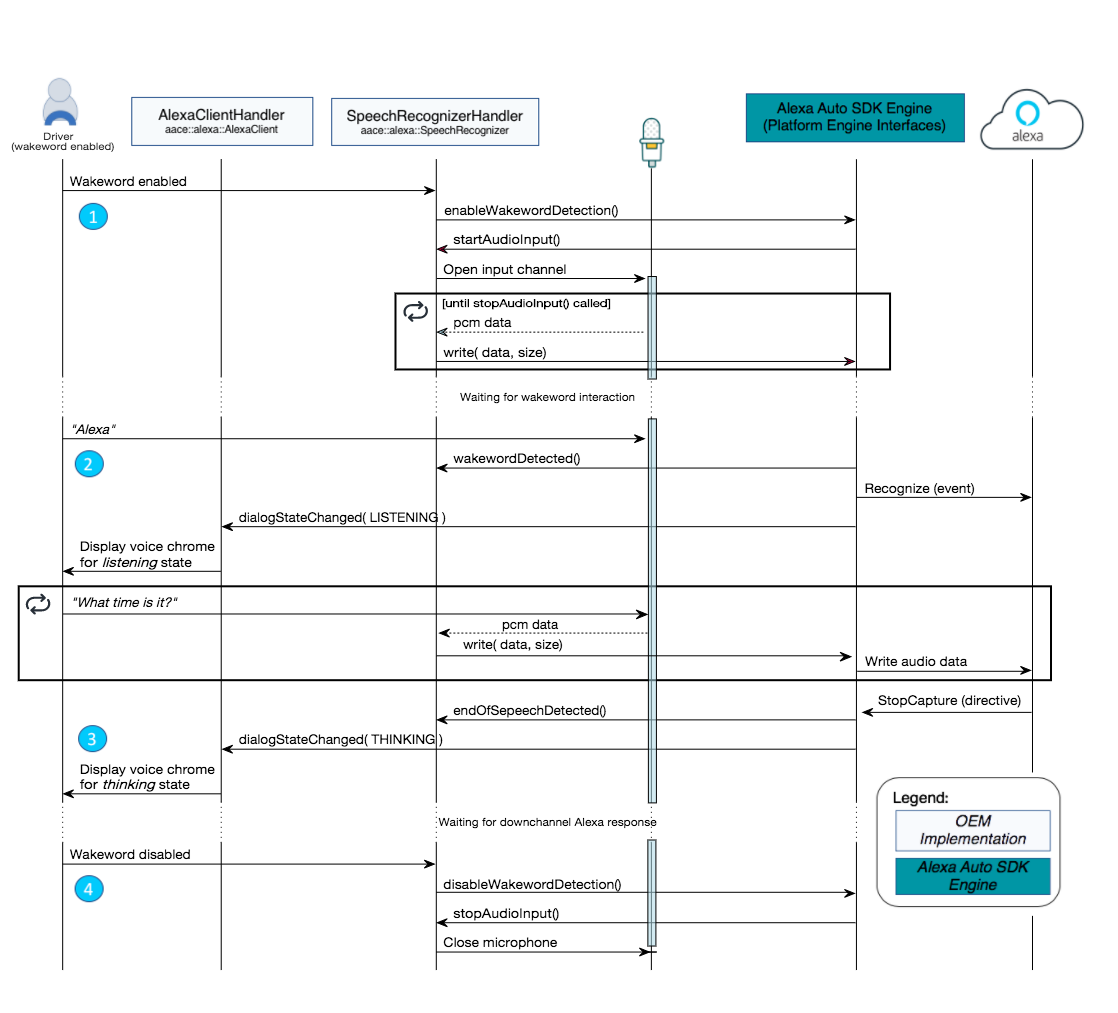 AlexaClientHandler
aace::alexa::AlexaClient
SpeechRecognizerHandler
aace::alexa::SpeechRecognizer
Alexa Auto SDK Engine
(Platform Engine Interfaces)
alexa
Driver
(wakeword enabled)
Wakeword enabled
1
enableWakewordDetection()
startAudioInput()
Open input channel
[until stopAudioInput() called]
pcm data
write( data, size)
Waiting for wakeword interaction
"Alexa"
2
wakewordDetected()
Recognize (event)
dialogStateChanged( LISTENING )
Display voice chrome
for listening state
"What time is it?"
pcm data
write( data, size)
Write audio data
StopCapture (directive)
endOfSepeechDetected()
3
dialogStateChanged( THINKING )
Display voice chrome
for thinking state
Legend:
OEM
Implementation
Alexa Auto SDK
Engine
Waiting for downchannel Alexa response
Wakeword disabled
4
disableWakewordDetection()
stopAudioInput()
Close microphone